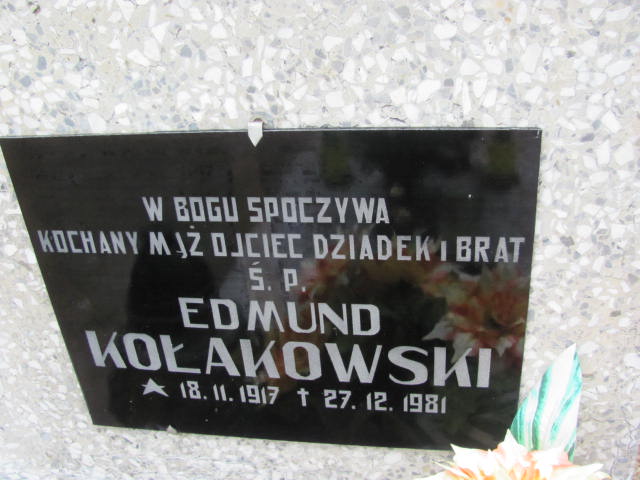 W BOGU SPOCZYWA
KOCHANY MĄŻ OJCIEC DZIADEK I BRAT
Ś. P.
EDMUND
KOŁAKOWSKI
★ 18. 11. 1917 † 27. 12. 1981